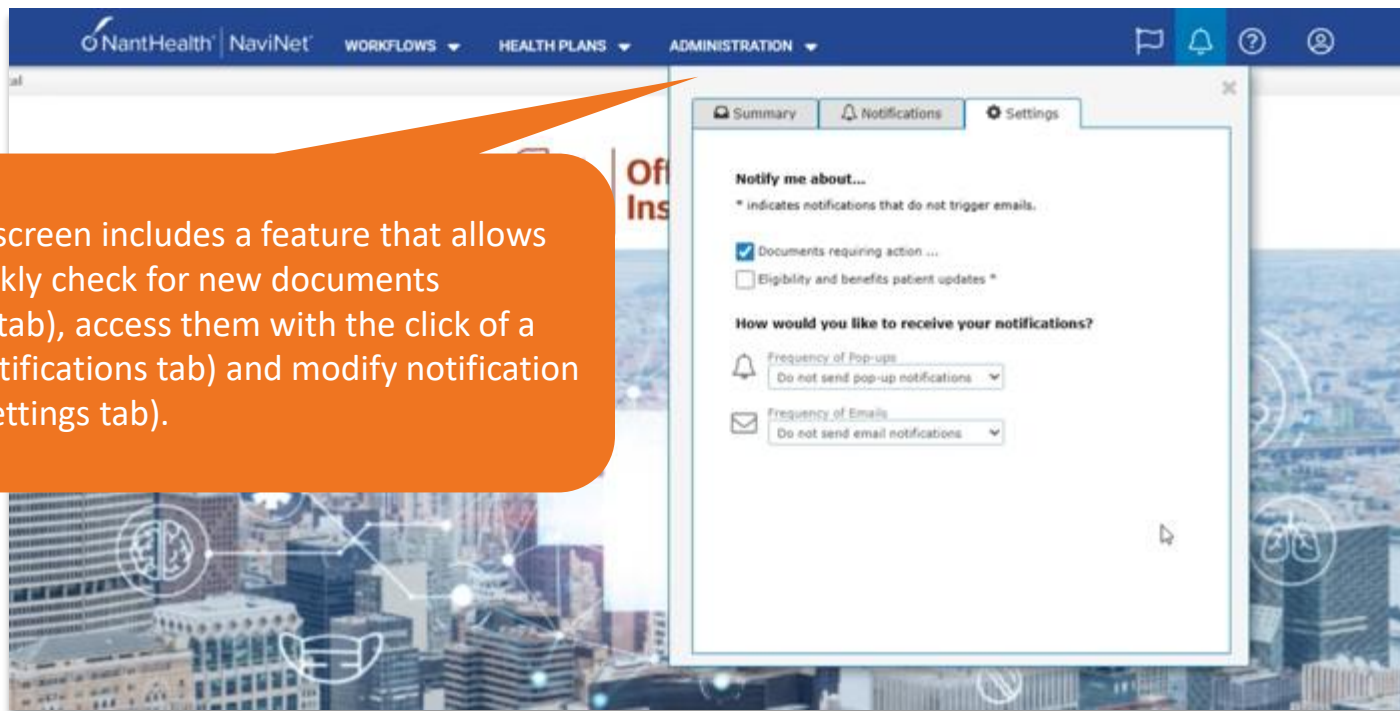 NantHealth® | NaviNet® WORKFLOWS HEALTH PLANS ADMINISTRATION
al
Summary Notifications Settings
Off
Ins
Notify me about...
* indicates notifications that do not trigger emails.
Documents requiring action ...
Eligibility and benefits patient updates *
How would you like to receive your notifications?
Frequency of Pop-ups
Do not send pop-up notifications
Frequency of Emails
Do not send email notifications
screen includes a feature that allows
kly check for new documents
tab), access them with the click of a
tifications tab) and modify notification
ettings tab).